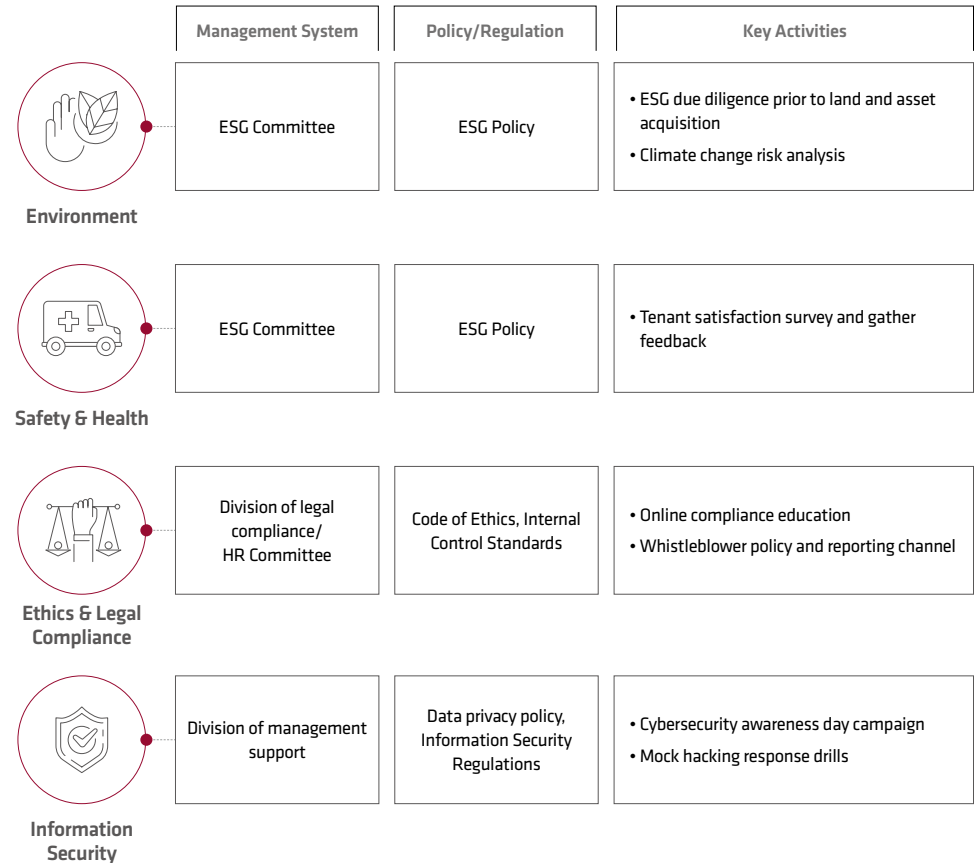 Management System
Policy/Regulation
Key Activities
Environment
ESG Committee
ESG Policy
• ESG due diligence prior to land and asset
acquisition
• Climate change risk analysis
Safety & Health
ESG Committee
ESG Policy
• Tenant satisfaction survey and gather
feedback
Ethics & Legal
Compliance
Division of legal
compliance/
HR Committee
Code of Ethics, Internal
Control Standards
• Online compliance education
• Whistleblower policy and reporting channel
Information
Security
Division of management
support
Data privacy policy,
Information Security
Regulations
• Cybersecurity awareness day campaign
• Mock hacking response drills